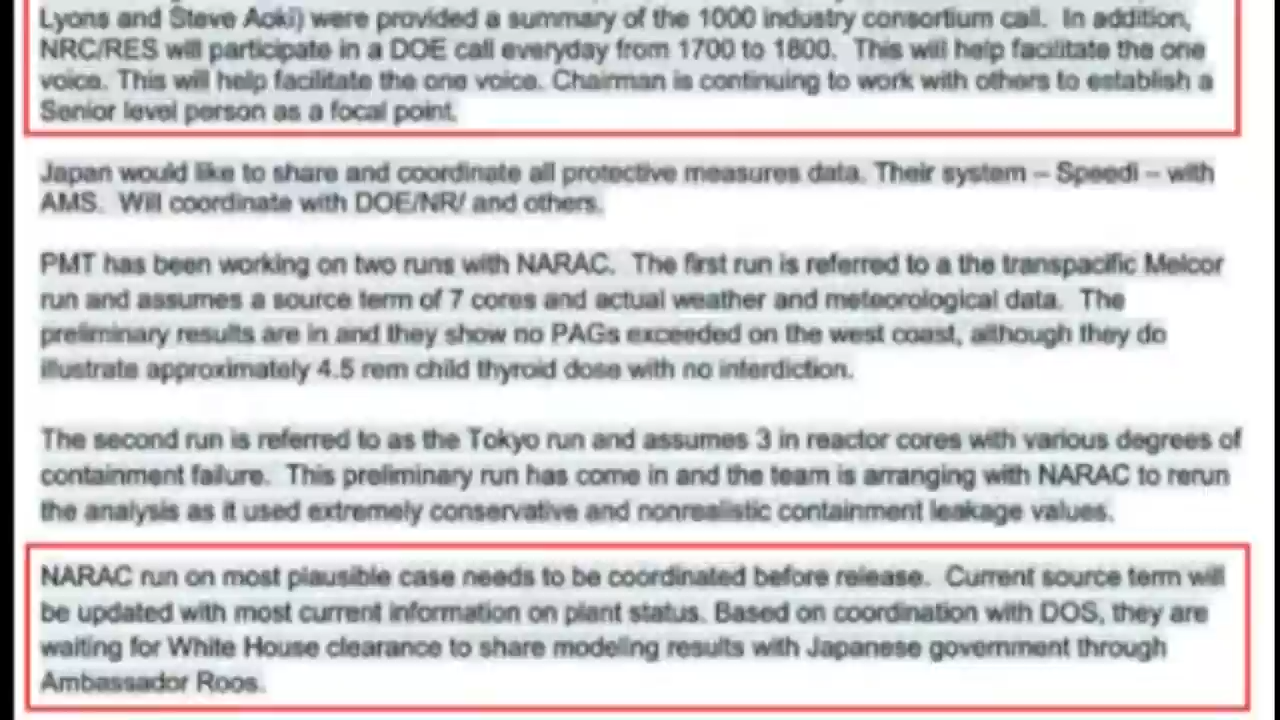 Lyons and Steve Aoki) were provided a summary of the 1000 industry consortium call. In addition,
NRC/RES will participate in a DOE call everyday from 1700 to 1800. This will help facilitate the one
voice. This will help facilitate the one voice. Chairman is continuing to work with others to establish a
Senior level person as a focal point.
Japan would like to share and coordinate all protective measures data. Their system – Speedi – with
AMS. Will coordinate with DOE/NR/ and others.
PMT has been working on two runs with NARAC. The first run is referred to a the transpacific Melcor
run and assumes a source term of 7 cores and actual weather and meteorological data. The
preliminary results are in and they show no PAGs exceeded on the west coast, although they do
illustrate approximately 4.5 rem child thyroid dose with no interdiction.
The second run is referred to as the Tokyo run and assumes 3 in reactor cores with various degrees of
containment failure. This preliminary run has come in and the team is arranging with NARAC to rerun
the analysis as it used extremely conservative and nonrealistic containment leakage values.
NARAC run on most plausible case needs to be coordinated before release. Current source term will
be updated with most current information on plant status. Based on coordination with DOS, they are
waiting for White House clearance to share modeling results with Japanese government through
Ambassador Roos.